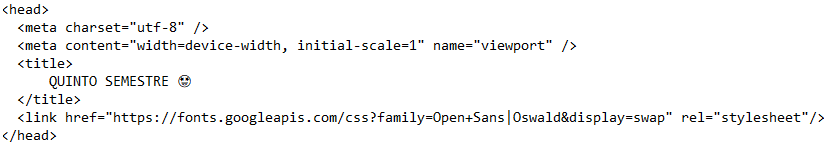 <head>
  <meta charset="utf-8" />
  <meta content="width=device-width, initial-scale=1" name="viewport" />
  <title>
      QUINTO SEMESTRE 🤓
  </title>
  <link href="https://fonts.googleapis.com/css?family=Open+Sans|Oswald&display=swap" rel="stylesheet"/>
</head>